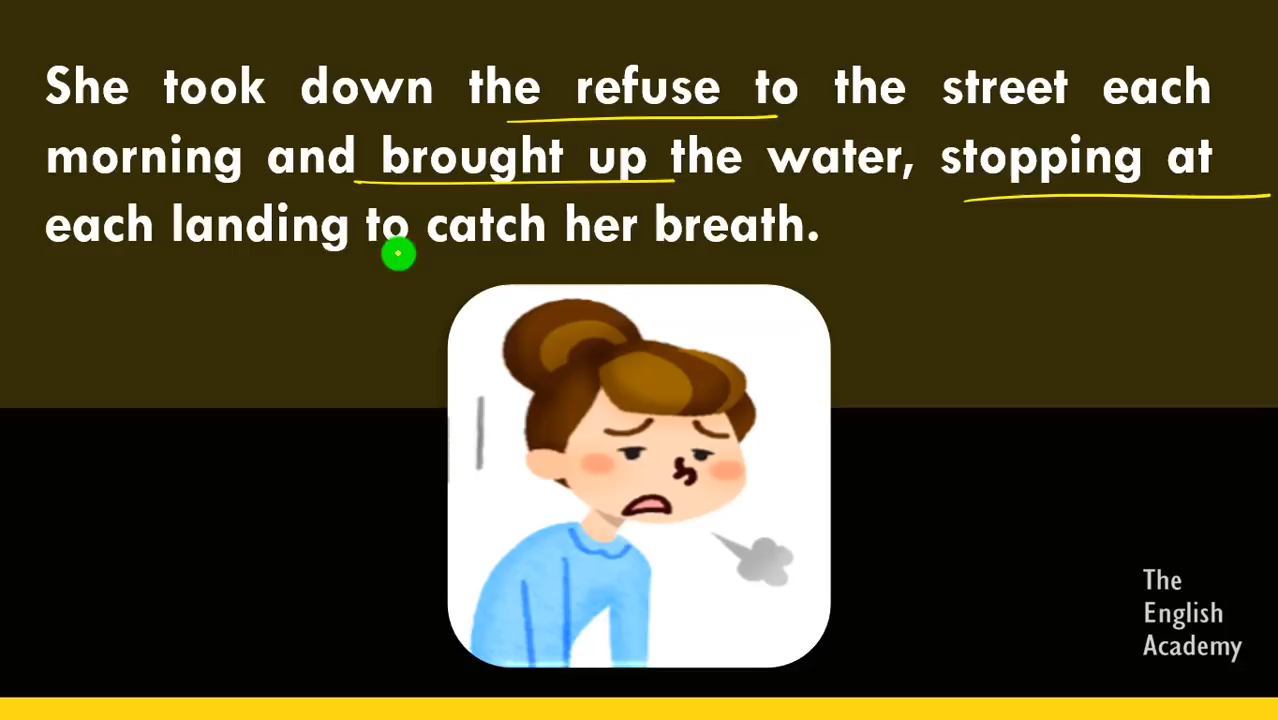 She took down the refuse to the street each
morning and brought up the water, stopping at
each landing to catch her breath.
The
English
Academy